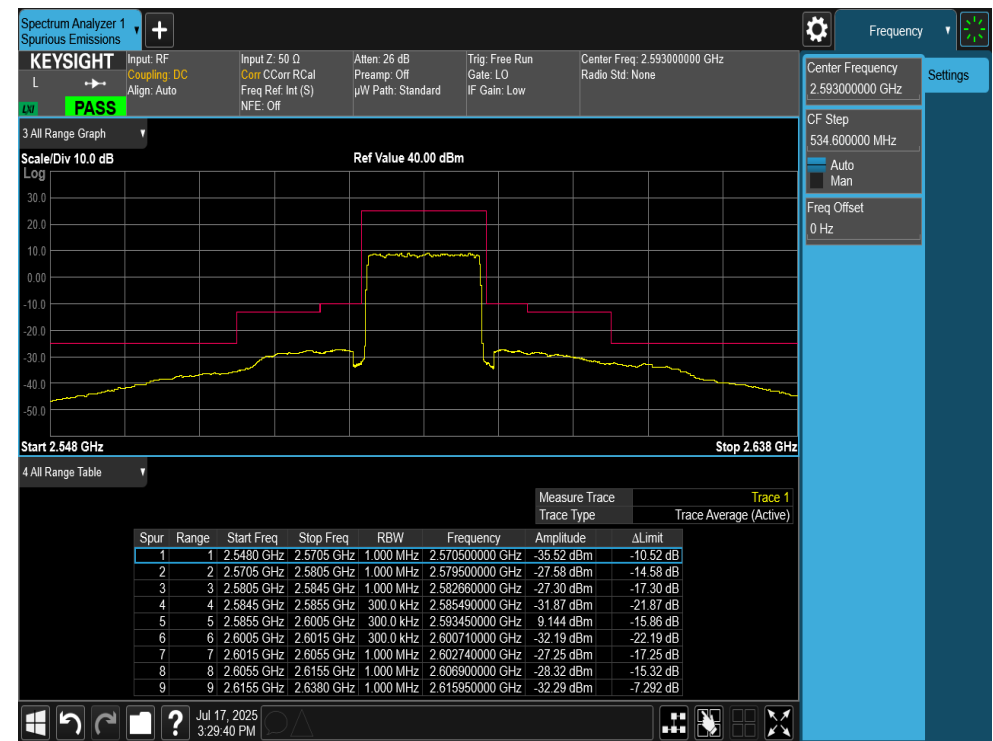 Spectrum Analyzer 1
Spurious Emissions
+
Frequency
KEYSIGHT
L
LXI
PASS
Input: RF
Coupling: DC
Align: Auto
Input Z: 50 Ω
Corr CCorr RCal
Freq Ref: Int (S)
NFE: Off
Atten: 26 dB
Preamp: Off
µW Path: Standard
Trig: Free Run
Gate: LO
IF Gain: Low
Center Freq: 2.593000000 GHz
Radio Std: None
Center Frequency
2.593000000 GHz
Settings
CF Step
534.600000 MHz
Auto
Man
Freq Offset
0 Hz
3 All Range Graph
Scale/Div 10.0 dB
Ref Value 40.00 dBm
Log
30.0
20.0
10.0
0.00
-10.0
-20.0
-30.0
-40.0
-50.0
Start 2.548 GHz
Stop 2.638 GHz
4 All Range Table
Measure Trace Trace 1
Trace Type Trace Average (Active)
Spur Range Start Freq Stop Freq RBW Frequency Amplitude ΔLimit
1 1 2.5480 GHz 2.5705 GHz 1.000 MHz 2.570500000 GHz -35.52 dBm -10.52 dB
2 2 2.5705 GHz 2.5805 GHz 1.000 MHz 2.579500000 GHz -27.58 dBm -14.58 dB
3 3 2.5805 GHz 2.5845 GHz 1.000 MHz 2.582660000 GHz -27.30 dBm -17.30 dB
4 4 2.5845 GHz 2.5855 GHz 300.0 kHz 2.585490000 GHz -31.87 dBm -21.87 dB
5 5 2.5855 GHz 2.6005 GHz 300.0 kHz 2.593450000 GHz 9.144 dBm -15.86 dB
6 6 2.6005 GHz 2.6015 GHz 300.0 kHz 2.600710000 GHz -32.19 dBm -22.19 dB
7 7 2.6015 GHz 2.6055 GHz 1.000 MHz 2.602740000 GHz -27.25 dBm -17.25 dB
8 8 2.6055 GHz 2.6155 GHz 1.000 MHz 2.606900000 GHz -28.32 dBm -15.32 dB
9 9 2.6155 GHz 2.6380 GHz 1.000 MHz 2.615950000 GHz -32.29 dBm -7.292 dB
?
Jul 17, 2025
3:29:40 PM